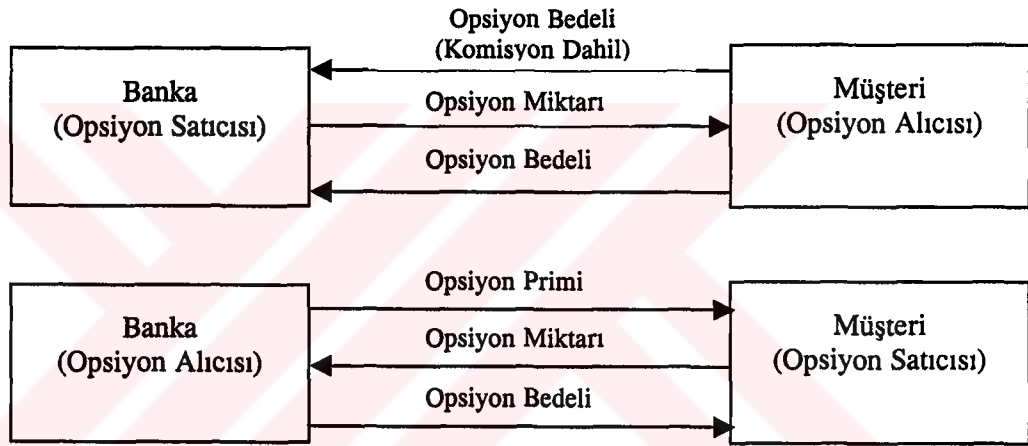 Opsiyon Bedeli
(Komisyon Dahil)
Banka
(Opsiyon Satıcısı)
Opsiyon Miktarı
Opsiyon Bedeli
Müşteri
(Opsiyon Alıcısı)
Opsiyon Primi
Banka
(Opsiyon Alıcısı)
Opsiyon Miktarı
Opsiyon Bedeli
Müşteri
(Opsiyon Satıcısı)